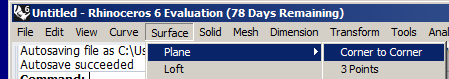 Untitled - Rhinoceros 6 Evaluation (78 Days Remaining)
File Edit View Curve Surface Solid Mesh Dimension Transform Tools Anal
Autosaving file as C:\Us
Plane Corner to Corner
Autosave succeeded
Loft 3 Points
Command: